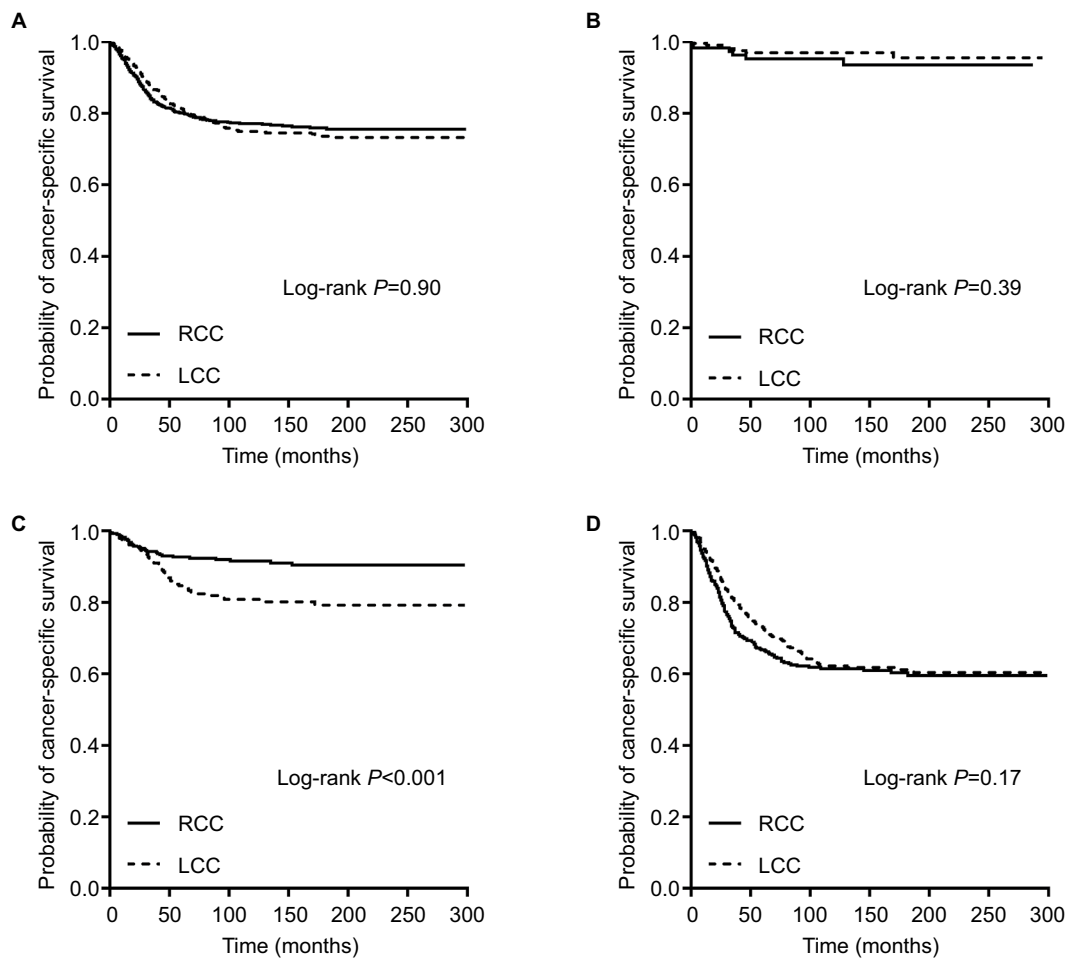 A
Probability of cancer-specific survival
1.0
0.8
0.6
0.4
0.2
0.0
Log-rank P=0.90
RCC
LCC
0 50 100 150 200 250 300
Time (months)
B
Probability of cancer-specific survival
1.0
0.8
0.6
0.4
0.2
0.0
Log-rank P=0.39
RCC
LCC
0 50 100 150 200 250 300
Time (months)
C
Probability of cancer-specific survival
1.0
0.8
0.6
0.4
0.2
0.0
Log-rank P<0.001
RCC
LCC
0 50 100 150 200 250 300
Time (months)
D
Probability of cancer-specific survival
1.0
0.8
0.6
0.4
0.2
0.0
Log-rank P=0.17
RCC
LCC
0 50 100 150 200 250 300
Time (months)